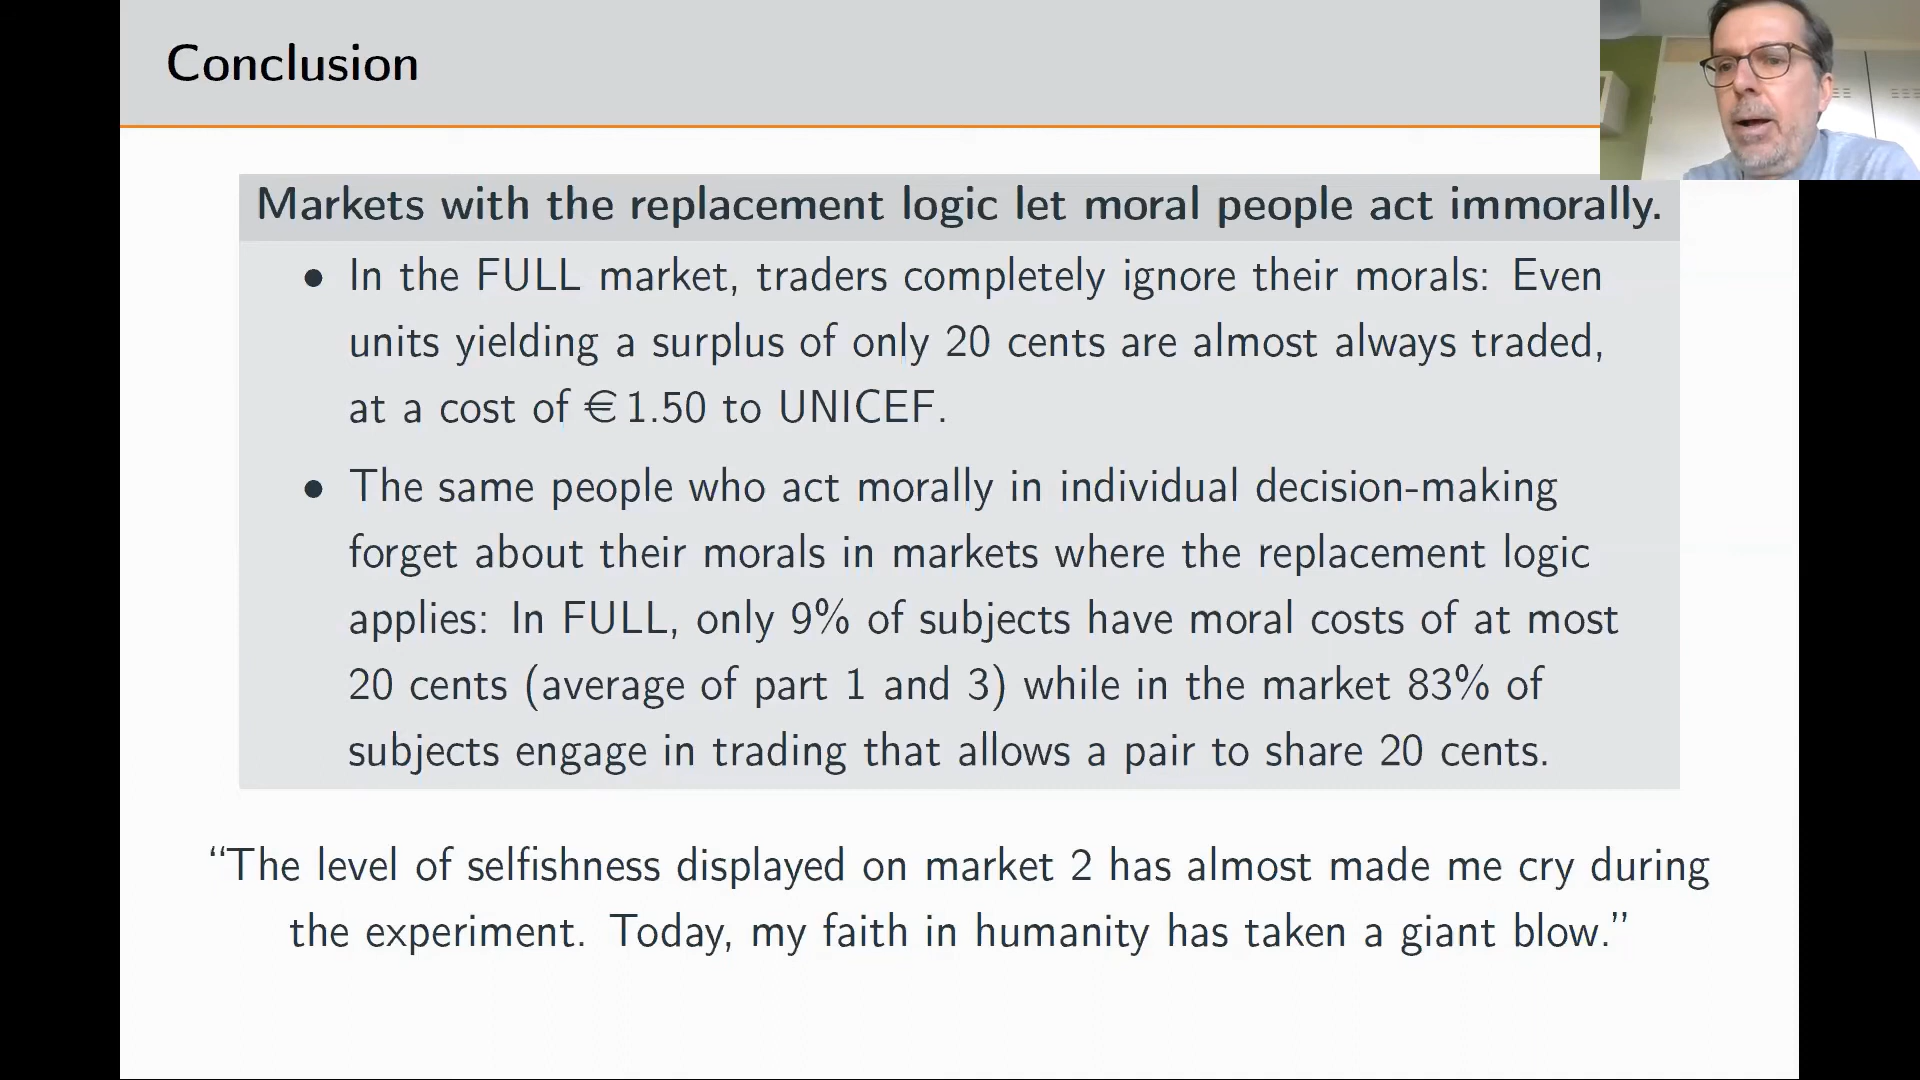 Conclusion
Markets with the replacement logic let moral people act immorally.
• In the FULL market, traders completely ignore their morals: Even
units yielding a surplus of only 20 cents are almost always traded,
at a cost of €1.50 to UNICEF.
• The same people who act morally in individual decision-making
forget about their morals in markets where the replacement logic
applies: In FULL, only 9% of subjects have moral costs of at most
20 cents (average of part 1 and 3) while in the market 83% of
subjects engage in trading that allows a pair to share 20 cents.
“The level of selfishness displayed on market 2 has almost made me cry during
the experiment. Today, my faith in humanity has taken a giant blow.”